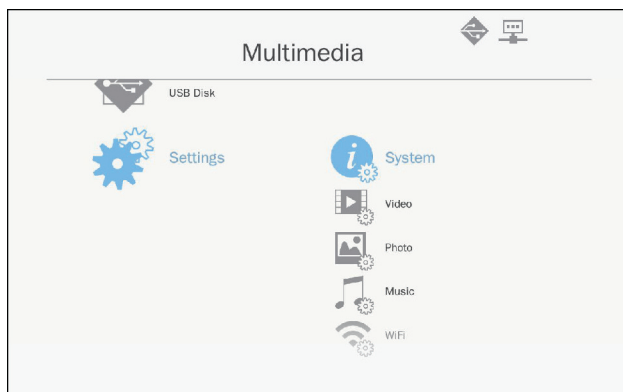 Multimedia
USB Disk
Settings
System
Video
Photo
Music
WiFi